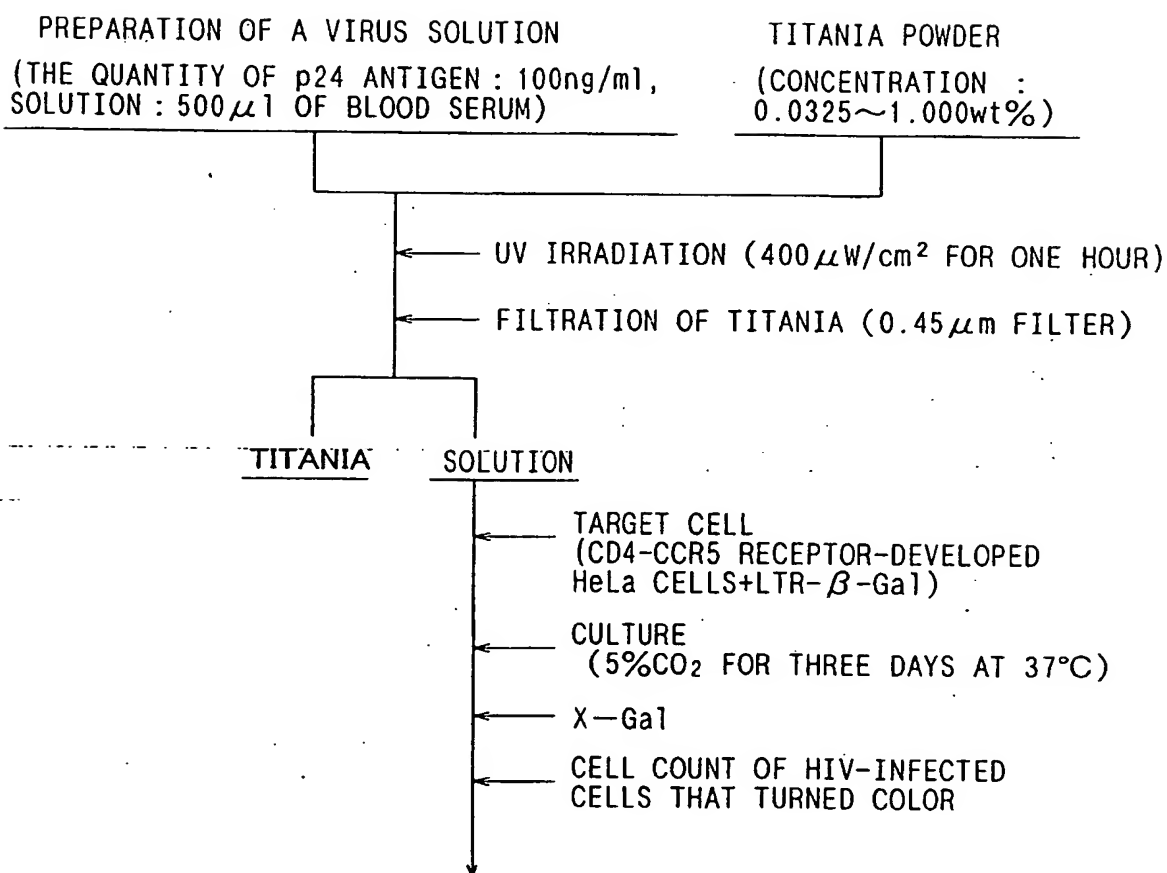 PREPARATION OF A VIRUS SOLUTION
(THE QUANTITY OF p24 ANTIGEN : 100ng/ml,
SOLUTION : 500μl OF BLOOD SERUM)
TITANIA POWDER
(CONCENTRATION :
0.0325~1.000wt%)
UV IRRADIATION (400μW/cm² FOR ONE HOUR)
FILTRATION OF TITANIA (0.45μm FILTER)
TITANIA
SOLUTION
TARGET CELL
(CD4-CCR5 RECEPTOR-DEVELOPED
HeLa CELLS+LTR-β-Gal)
CULTURE
(5%CO₂ FOR THREE DAYS AT 37℃)
X—Gal
CELL COUNT OF HIV-INFECTED
CELLS THAT TURNED COLOR